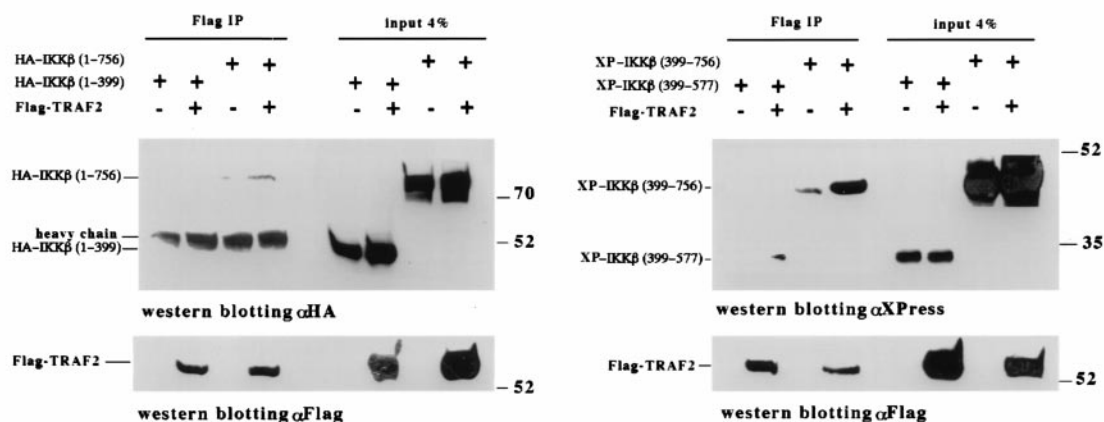 Flag IP input 4%
HA-IKKβ (1-756) - + - +
HA-IKKβ (1-399) + + + +
Flag-TRAF2 - + - + - + - +
HA-IKKβ (1-756)
70
heavy chain
HA-IKKβ (1-399)
52
western blotting αHA
Flag-TRAF2
52
western blotting αFlag
Flag IP input 4%
XP-IKKβ (399-756) + + + +
XP-IKKβ (399-577) + + + +
Flag-TRAF2 - + - + - + - +
52
XP-IKKβ (399-756)
35
XP-IKKβ (399-577)
western blotting αXPress
Flag-TRAF2
52
western blotting αFlag